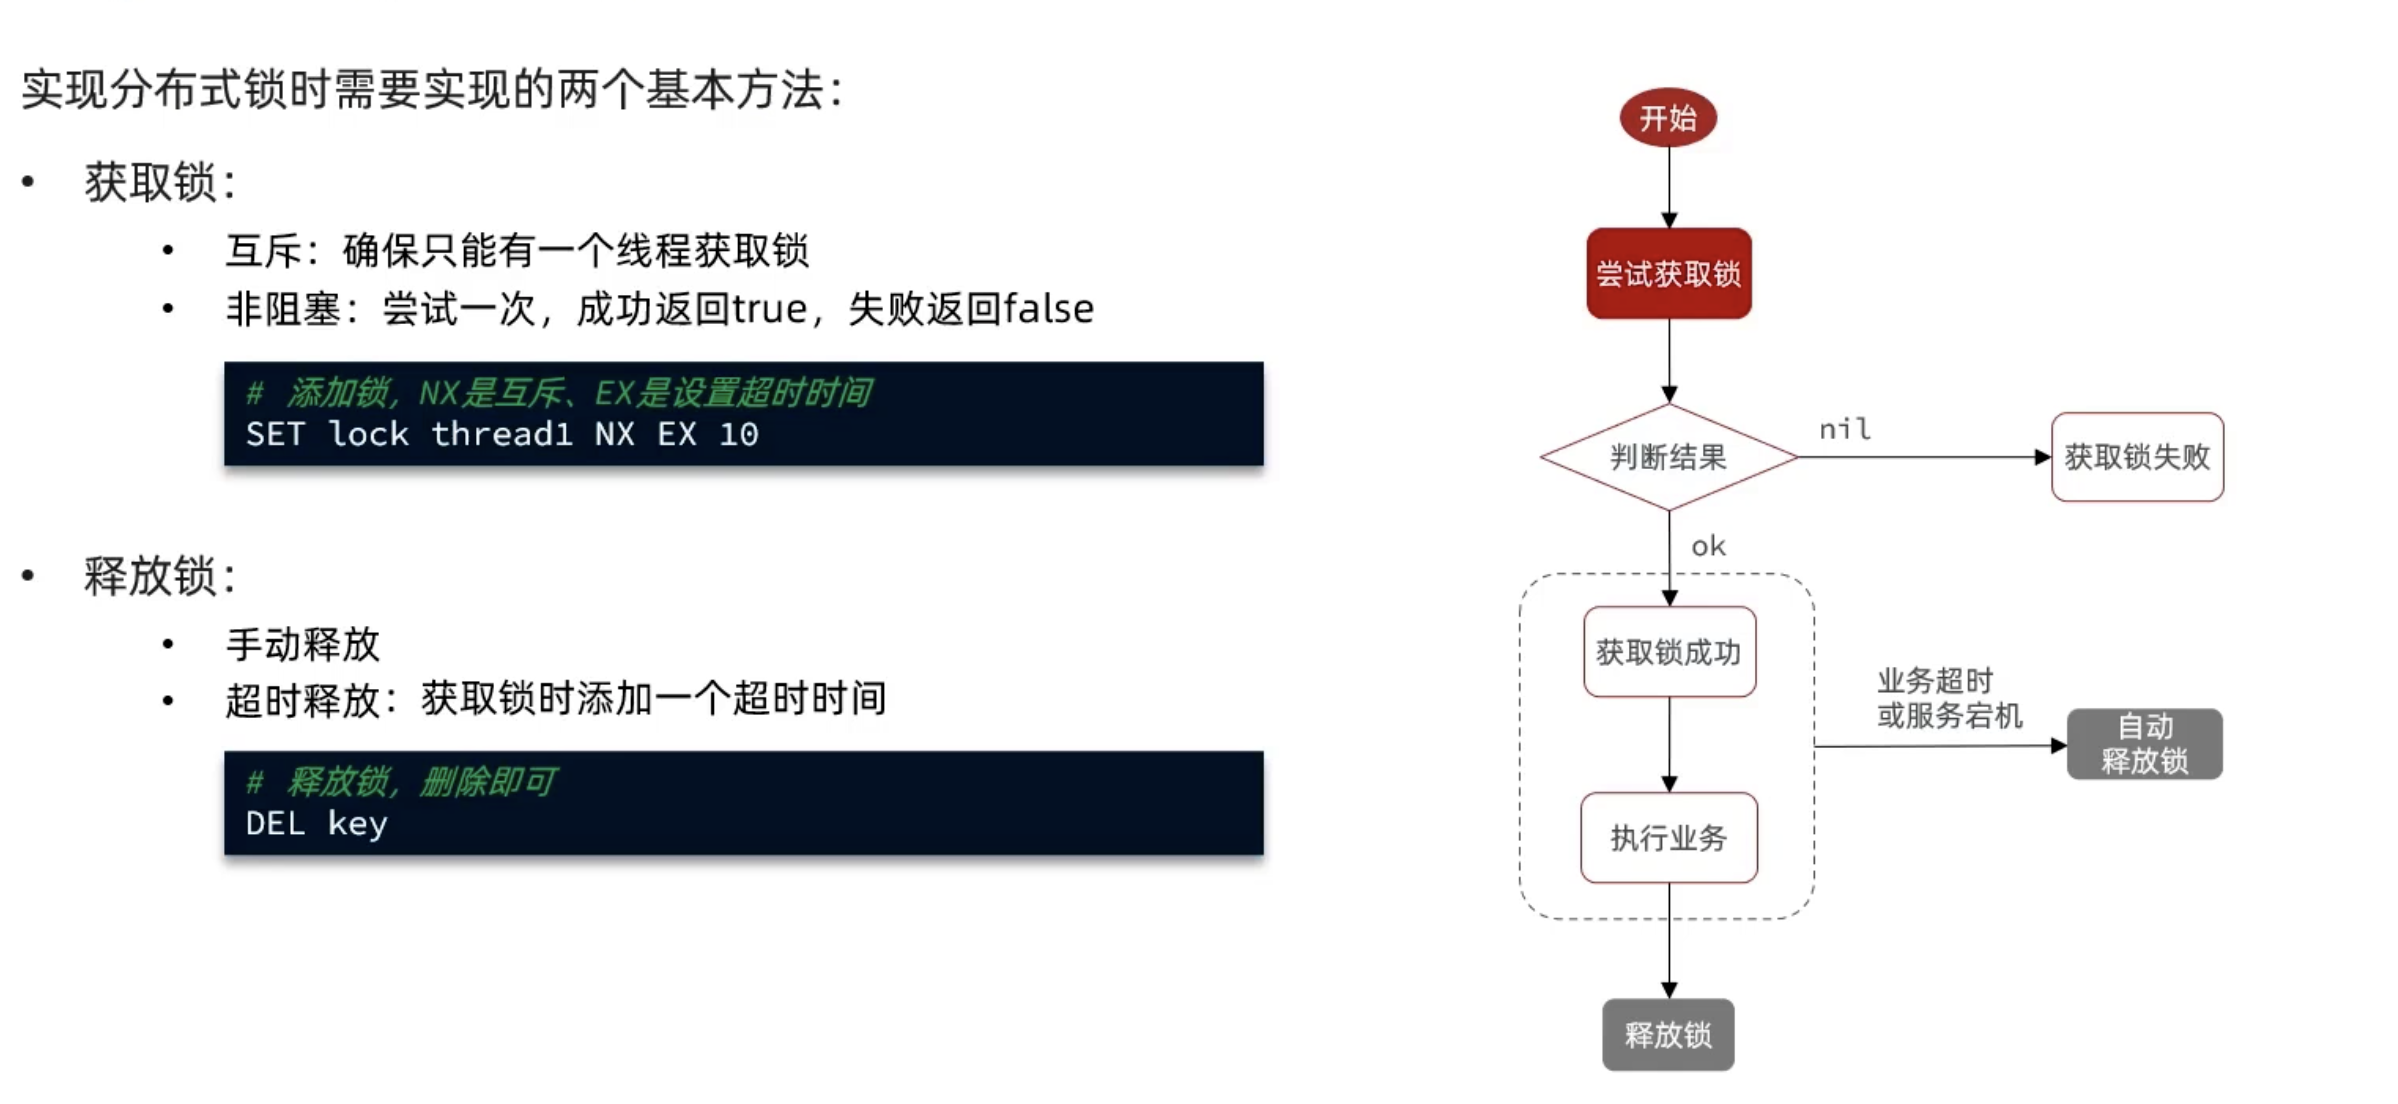 实现分布式锁时需要实现的两个基本方法：
• 获取锁：
• 互斥：确保只能有一个线程获取锁
• 非阻塞：尝试一次，成功返回true，失败返回false
# 添加锁，NX是互斥、EX是设置超时时间
SET lock thread1 NX EX 10
• 释放锁：
• 手动释放
• 超时释放：获取锁时添加一个超时时间
# 释放锁，删除即可
DEL key
开始
尝试获取锁
判断结果
nil
获取锁失败
ok
获取锁成功
业务超时
或服务宕机
自动
释放锁
执行业务
释放锁